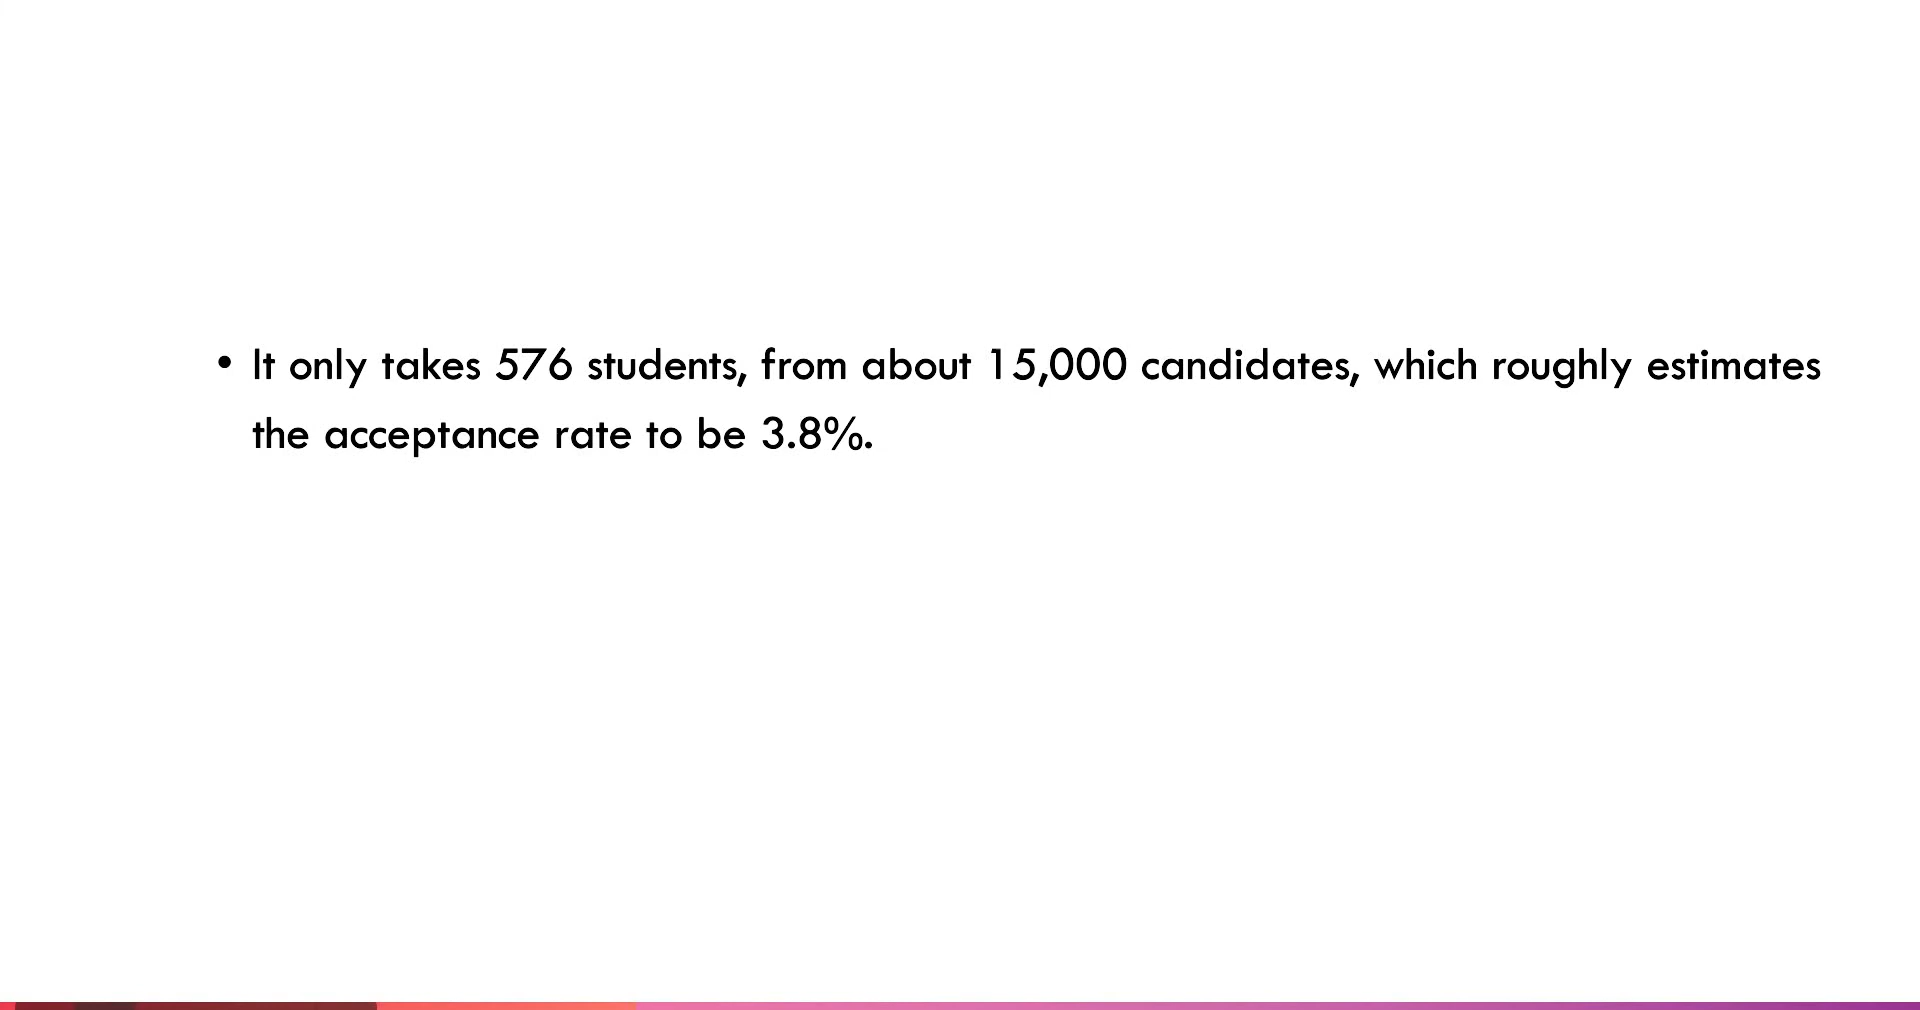 • It only takes 576 students, from about 15,000 candidates, which roughly estimates
the acceptance rate to be 3.8%.